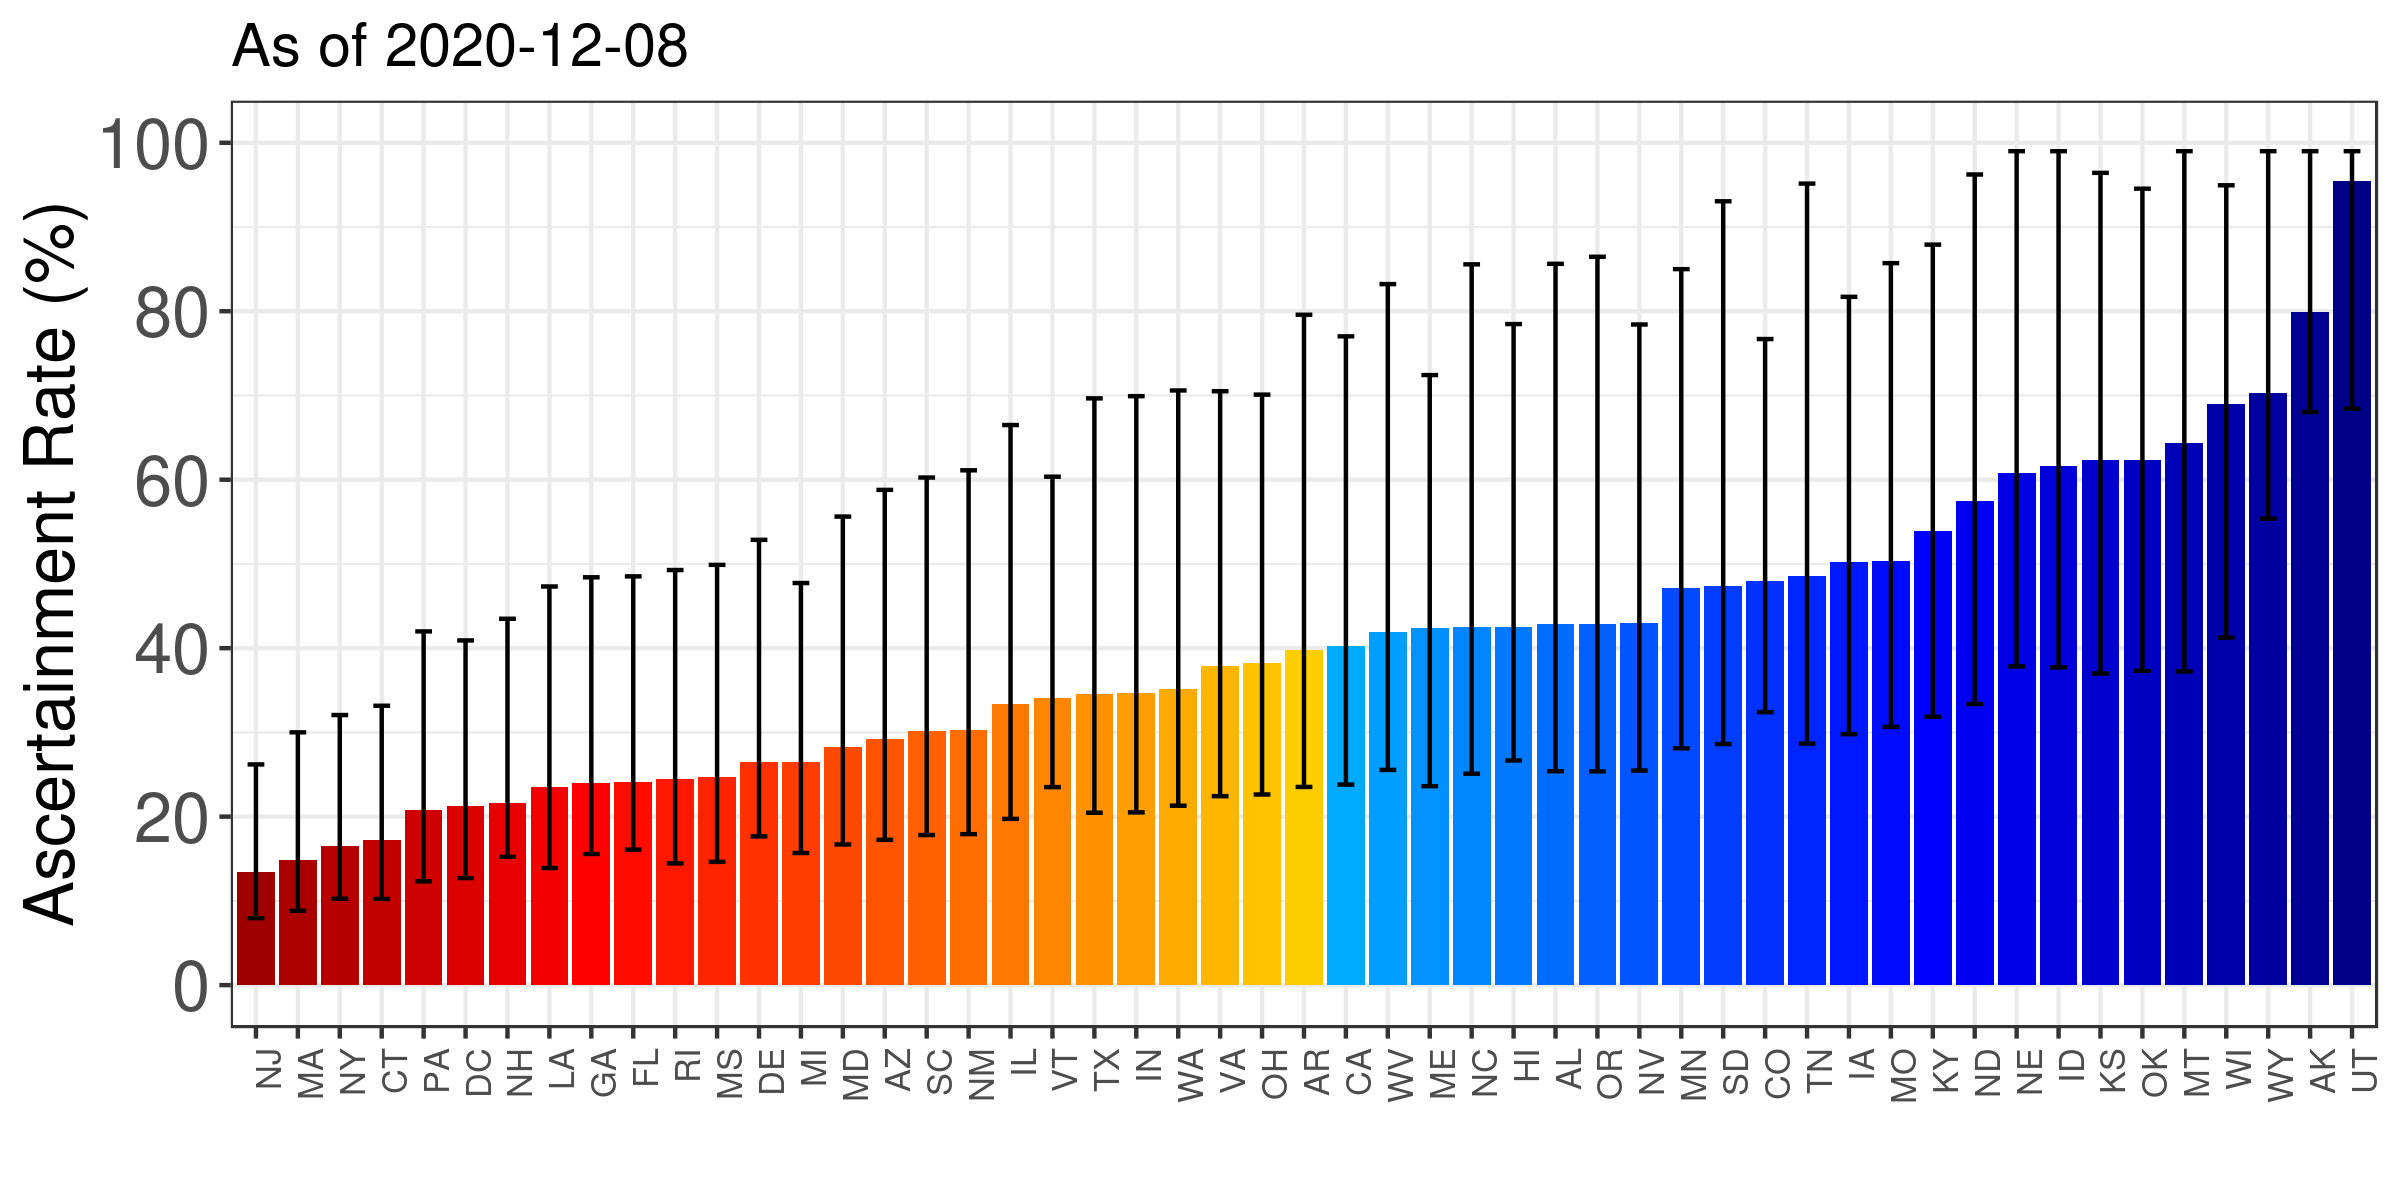 As of 2020-12-08
Ascertainment Rate (%)
100
80
60
40
20
0
NJ MA NY CT PA DC NH LA GA FL RI MS DE MI MD AZ SC NM IL VT TX IN WA VA OH AR CA WV ME NC HI AL OR NV MN SD CO TN IA MO KY ND NE ID KS OK MT WI WY AK UT